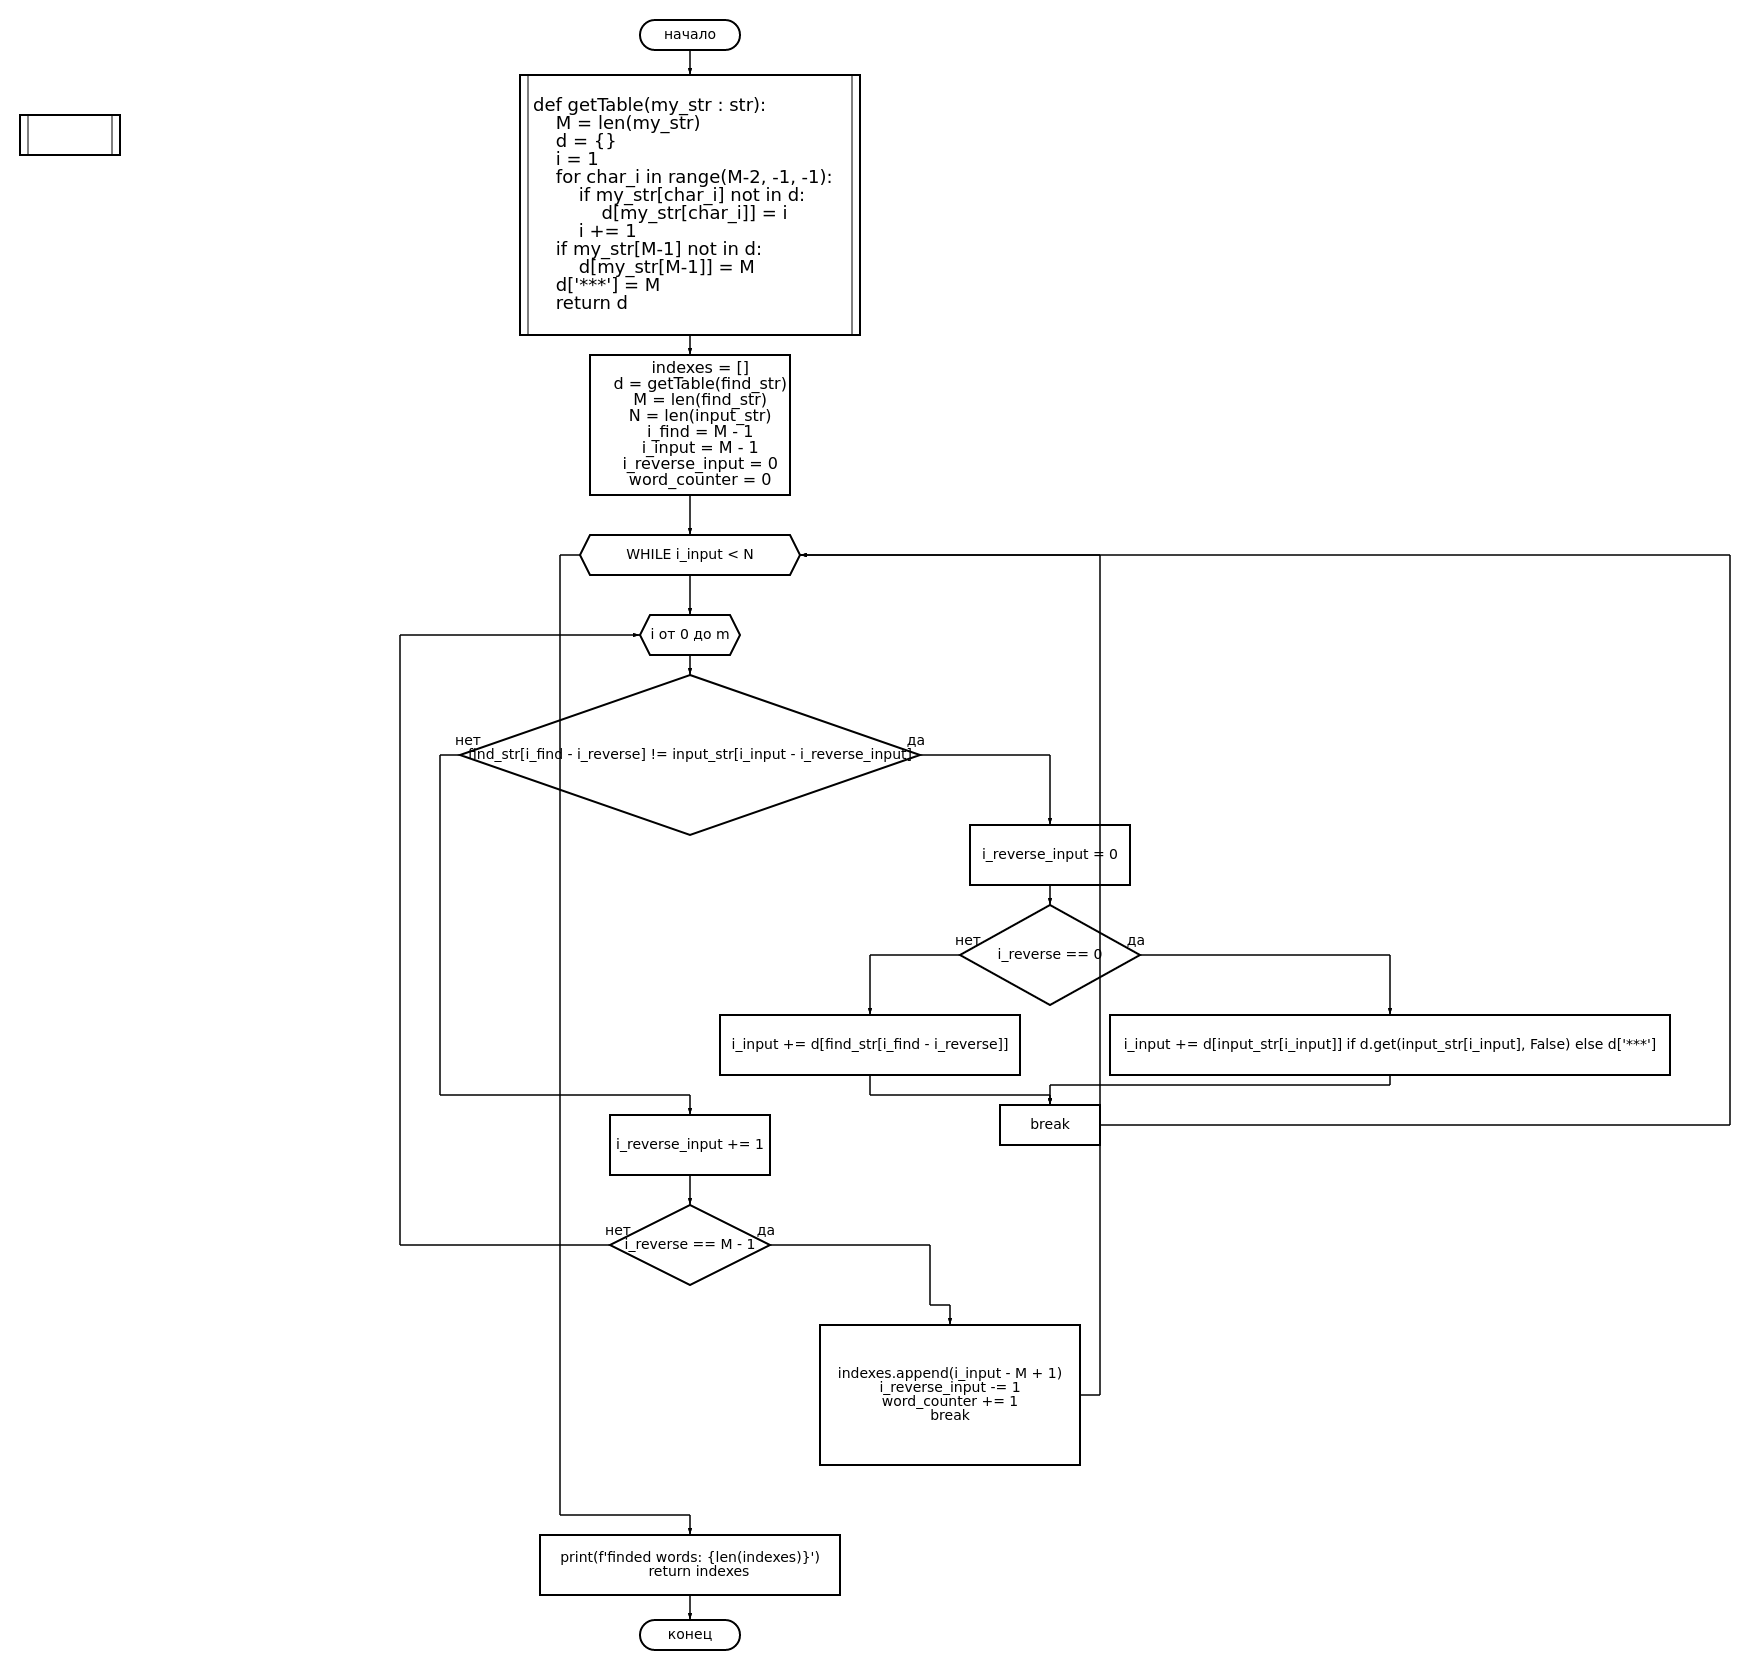 начало
def getTable(my_str : str):
M = len(my_str)
d = {}
i = 1
for char_i in range(M-2, -1, -1):
if my_str[char_i] not in d:
d[my_str[char_i]] = i
i += 1
if my_str[M-1] not in d:
d[my_str[M-1]] = M
d['***'] = M
return d
indexes = []
d = getTable(find_str)
M = len(find_str)
N = len(input_str)
i_find = M - 1
i_input = M - 1
i_reverse_input = 0
word_counter = 0
WHILE i_input < N
i от 0 до m
нет
да
find_str[i_find - i_reverse] != input_str[i_input - i_reverse_input]
i_reverse_input = 0
нет
да
i_reverse == 0
i_input += d[find_str[i_find - i_reverse]]
i_input += d[input_str[i_input]] if d.get(input_str[i_input], False) else d['***']
break
i_reverse_input += 1
нет
да
i_reverse == M - 1
indexes.append(i_input - M + 1)
i_reverse_input -= 1
word_counter += 1
break
print(f'finded words: {len(indexes)}')
return indexes
конец